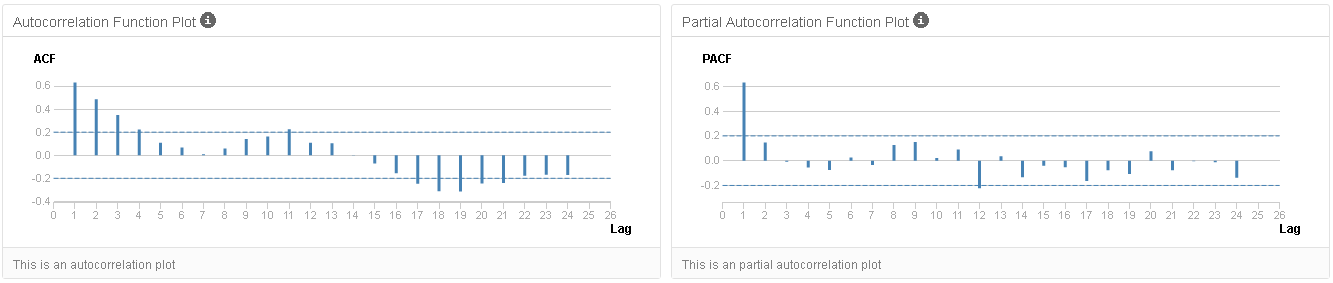 Autocorrelation Function Plot i
ACF
0.6
0.4
0.2
0.0
-0.2
-0.4
0 1 2 3 4 5 6 7 8 9 10 11 12 13 14 15 16 17 18 19 20 21 22 23 24 25 26
Lag
This is an autocorrelation plot
Partial Autocorrelation Function Plot i
PACF
0.6
0.4
0.2
0.0
-0.2
0 1 2 3 4 5 6 7 8 9 10 11 12 13 14 15 16 17 18 19 20 21 22 23 24 25 26
Lag
This is an partial autocorrelation plot